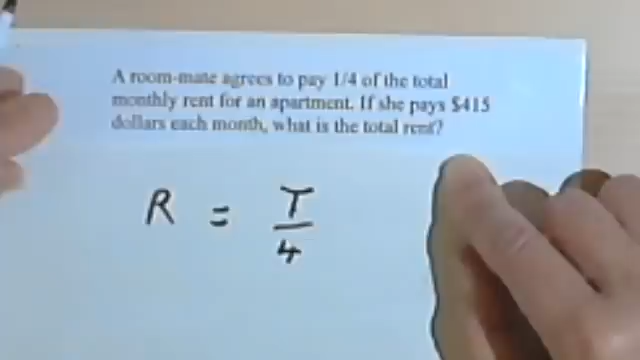 A room-mate agrees to pay 1/4 of the total
monthly rent for an apartment. If she pays $415
dollars each month, what is the total rent?
R = T/4